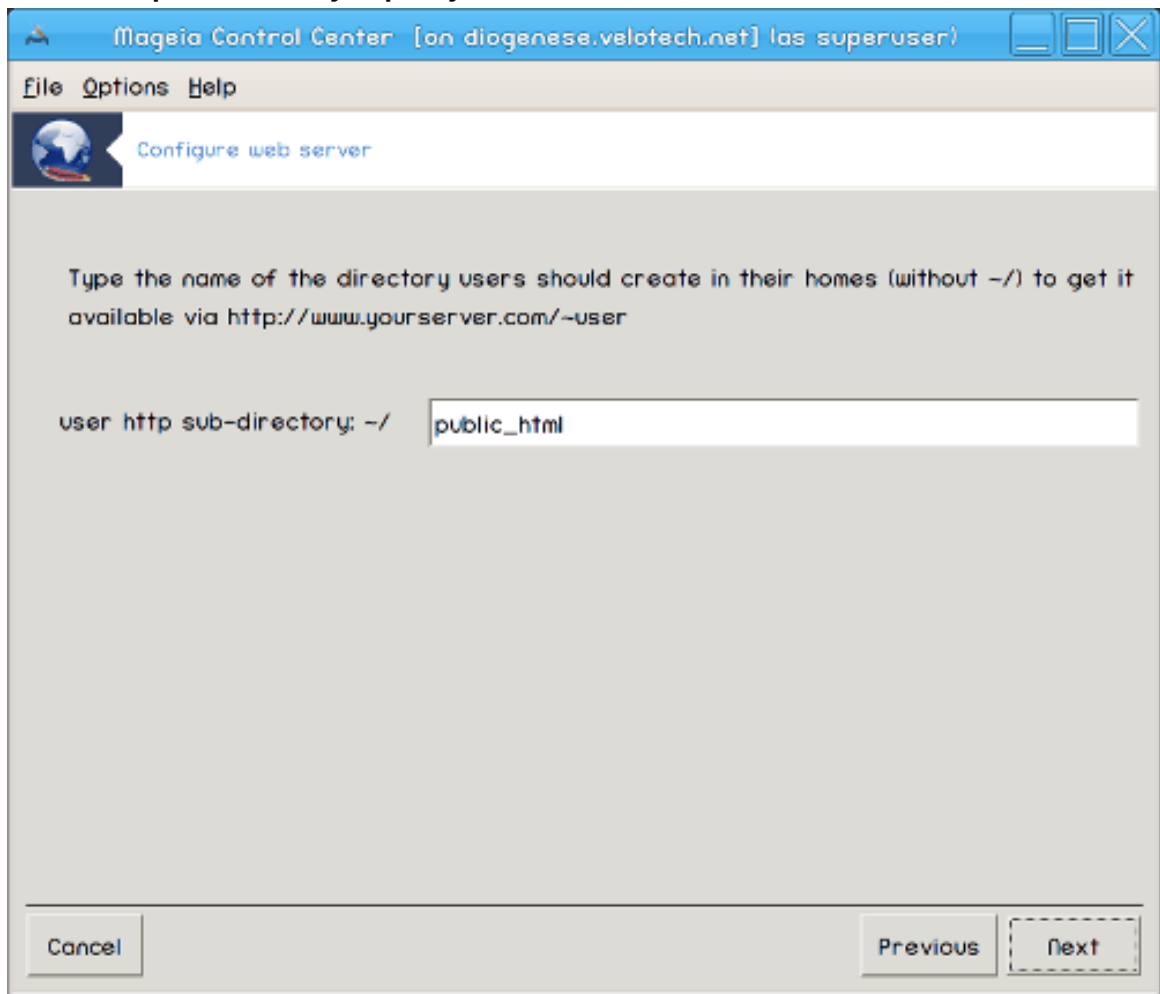 Mageia Control Center [on diogenese.velotech.net] (as superuser)
File Options Help
Configure web server
Type the name of the directory users should create in their homes (without ~/) to get it
available via http://www.yourserver.com/~user
user http sub-directory: ~/ public_html
Cancel Previous Next